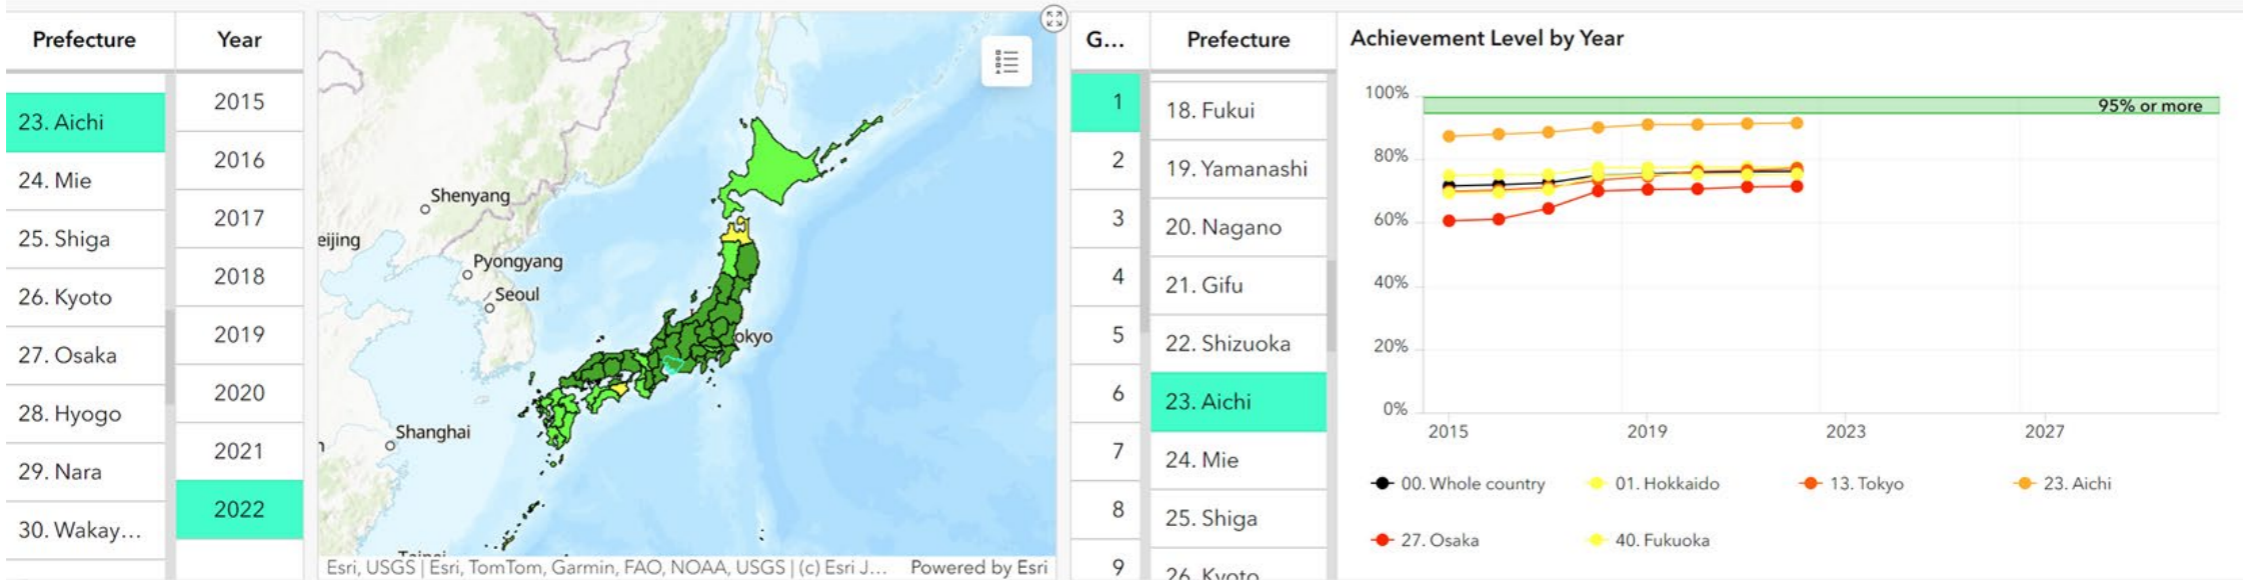 Prefecture
23. Aichi
24. Mie
25. Shiga
26. Kyoto
27. Osaka
28. Hyogo
29. Nara
30. Wakay...
Year
2015
2016
2017
2018
2019
2020
2021
2022
Shenyang
eijing
Pyongyang
Seoul
okyo
Shanghai
Esri, USGS | Esri, TomTom, Garmin, FAO, NOAA, USGS | (c) Esri J... Powered by Esri
G...
1
2
3
4
5
6
7
8
9
Prefecture
18. Fukui
19. Yamanashi
20. Nagano
21. Gifu
22. Shizuoka
23. Aichi
24. Mie
25. Shiga
26. Kyoto
Achievement Level by Year
100%
95% or more
80%
60%
40%
20%
0%
2015 2019 2023 2027
00. Whole country 01. Hokkaido 13. Tokyo 23. Aichi
27. Osaka 40. Fukuoka